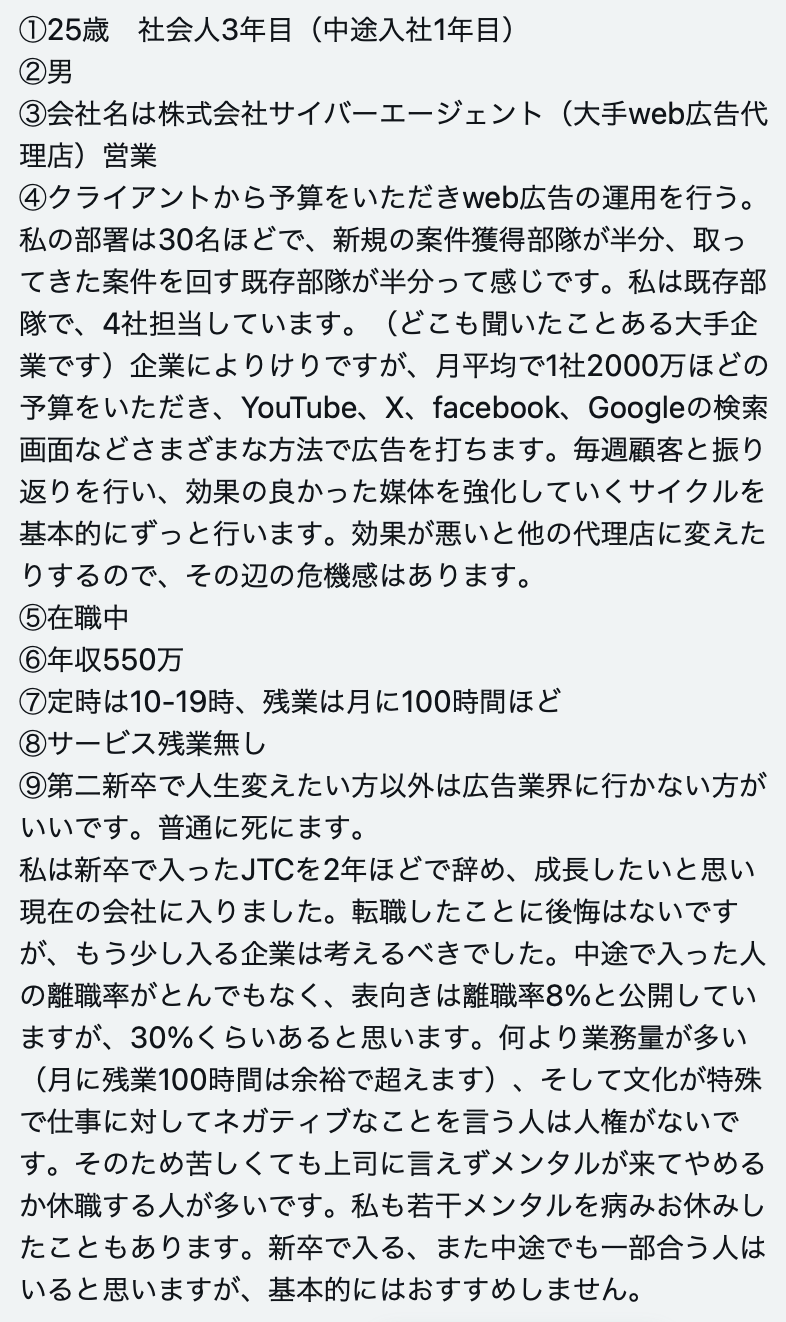 ①25歳　社会人3年目（中途入社1年目）
②男
③会社名は株式会社サイバーエージェント（大手web広告代
理店）営業
④クライアントから予算をいただきweb広告の運用を行う。
私の部署は30名ほどで、新規の案件獲得部隊が半分、取っ
てきた案件を回す既存部隊が半分って感じです。私は既存部
隊で、4社担当しています。（どこも聞いたことある大手企
業です）企業によりけりですが、月平均で1社2000万ほどの
予算をいただき、YouTube、X、facebook、Googleの検索
画面などさまざまな方法で広告を打ちます。毎週顧客と振り
返りを行い、効果の良かった媒体を強化していくサイクルを
基本的にずっと行います。効果が悪いと他の代理店に変えた
りするので、その辺の危機感はあります。
⑤在職中
⑥年収550万
⑦定時は10-19時、残業は月に100時間ほど
⑧サービス残業無し
⑨第二新卒で人生変えたい方以外は広告業界に行かない方が
いいです。普通に死にます。
私は新卒で入ったJTCを2年ほどで辞め、成長したいと思い
現在の会社に入りました。転職したことに後悔はないです
が、もう少し入る企業は考えるべきでした。中途で入った人
の離職率がとんでもなく、表向きは離職率8%と公開してい
ますが、30%くらいあると思います。何より業務量が多い
（月に残業100時間は余裕で超えます）、そして文化が特殊
で仕事に対してネガティブなことを言う人は人権がないで
す。そのため苦しくても上司に言えずメンタルが来てやめる
か休職する人が多いです。私も若干メンタルを病みお休みし
たこともあります。新卒で入る、また中途でも一部合う人は
いると思いますが、基本的にはおすすめしません。